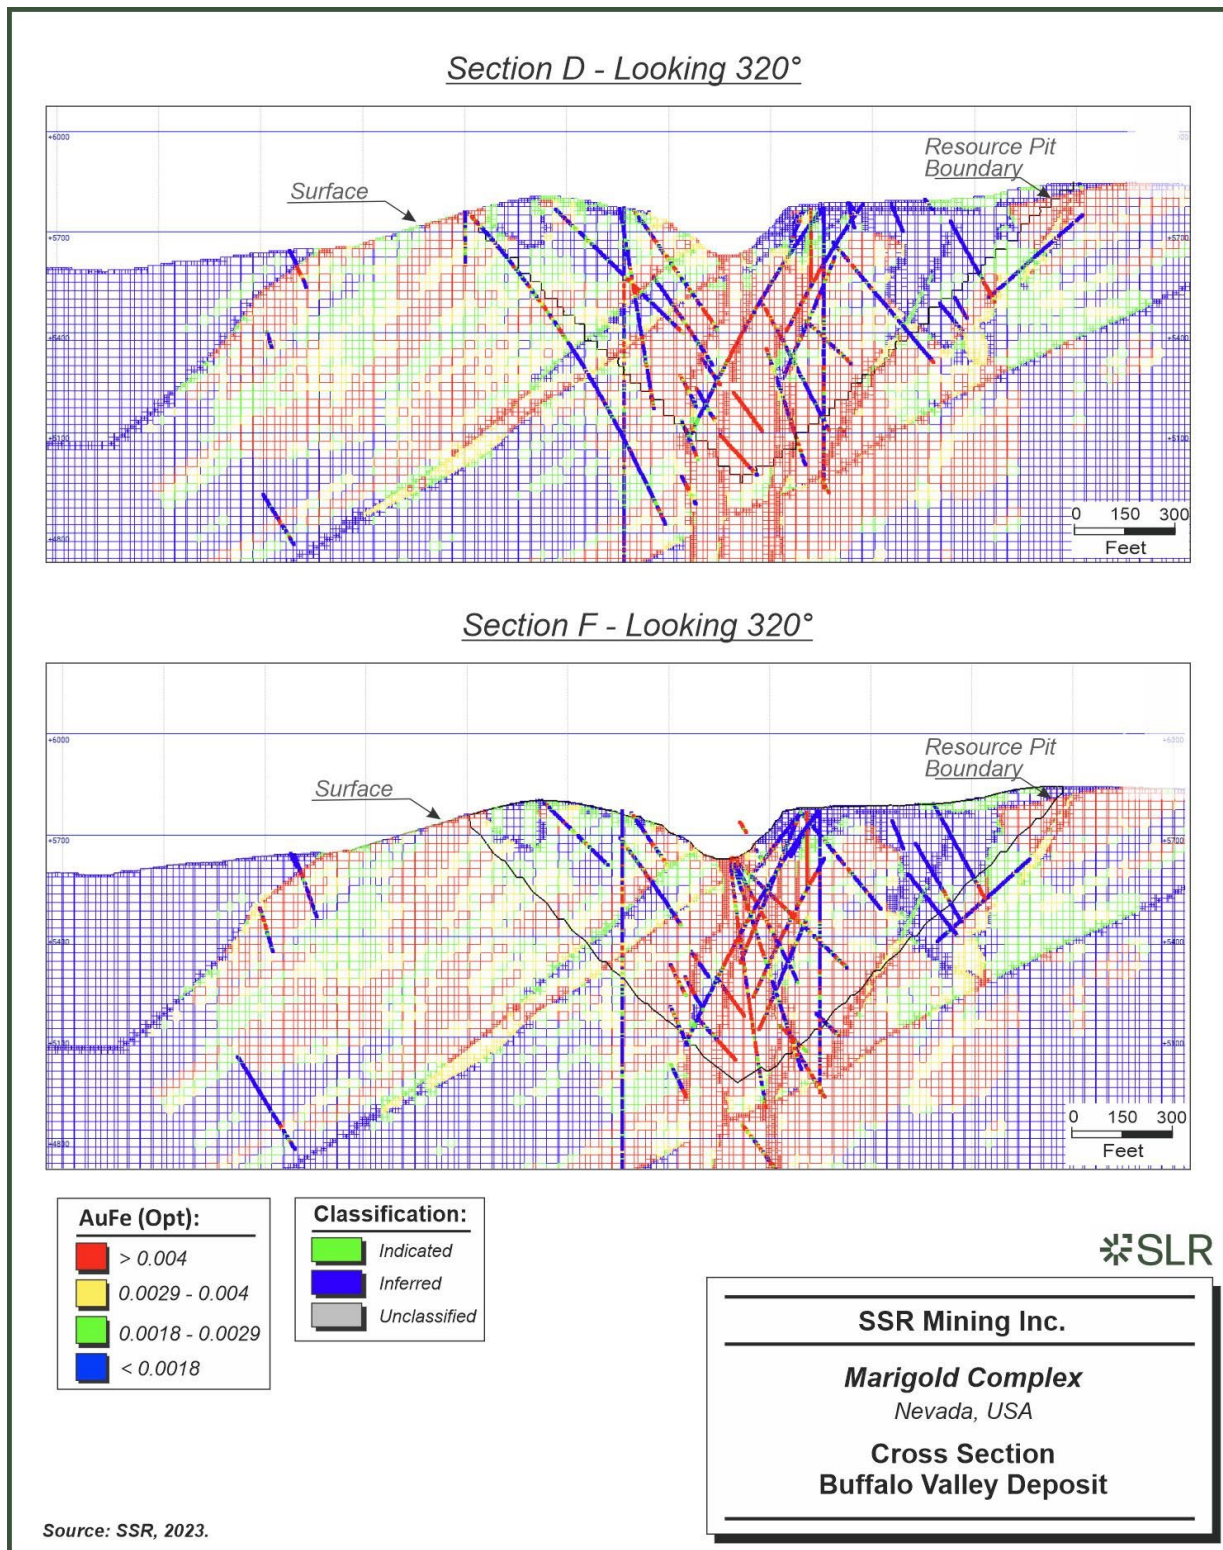 Section D - Looking 320°
+6000
Resource Pit
Boundary
Surface
+5700
+5700
+5400
+5400
+5100
+5100
+4800
0 150 300
Feet
Section F - Looking 320°
+6000
Resource Pit
Boundary
Surface
+5700
+5700
+5400
+5400
+5100
+5100
+4800
0 150 300
Feet
AuFe (Opt):
> 0.004
0.0029 - 0.004
0.0018 - 0.0029
< 0.0018
Classification:
Indicated
Inferred
Unclassified
SLR
SSR Mining Inc.
Marigold Complex
Nevada, USA
Cross Section
Buffalo Valley Deposit
Source: SSR, 2023.